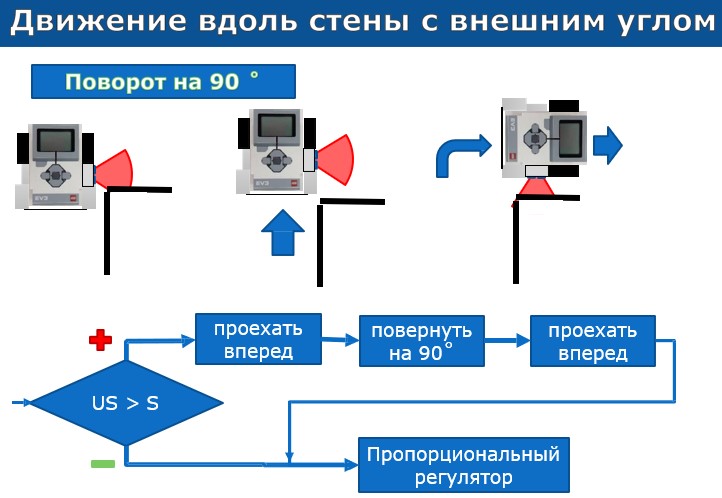 Движение вдоль стены с внешним углом
Поворот на 90 °
EV3
EV3
EV3
проехать
вперед
повернуть
на 90°
проехать
вперед
US > S
Пропорциональный
регулятор